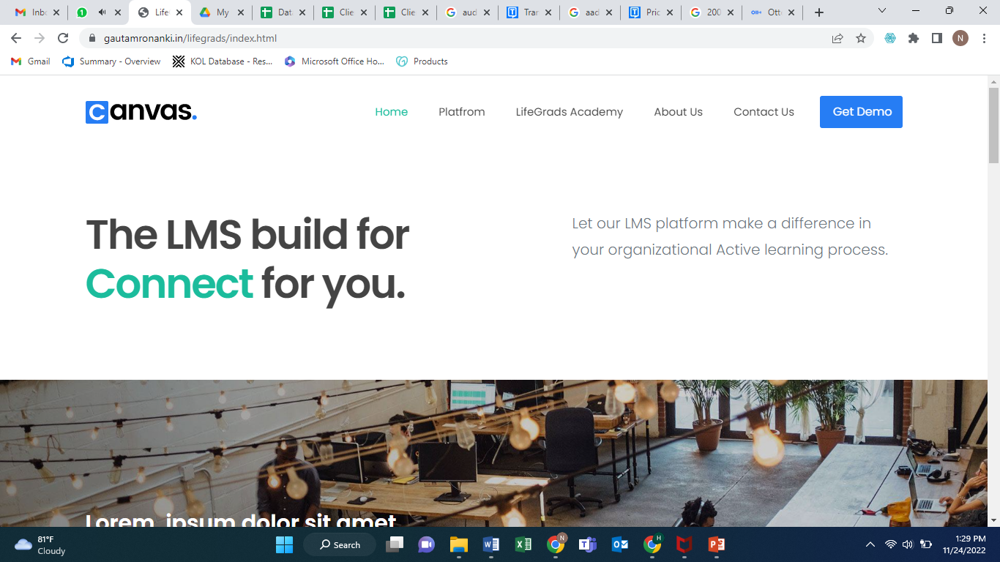 Inbo
1
Life
My
Dat
Clie
Clie
aud
Tran
aad
Pric
200
Otte
gautamronanki.in/lifegrads/index.html
N
Gmail
Summary - Overview
KOL Database - Res...
Microsoft Office Ho...
Products
Canvas.
Home
Platfrom
LifeGrads Academy
About Us
Contact Us
Get Demo
The LMS build for
Connect for you.
Let our LMS platform make a difference in
your organizational Active learning process.
Lorem, ipsum dolor sit amet
81°F
Cloudy
Search
N
H
1:29 PM
11/24/2022